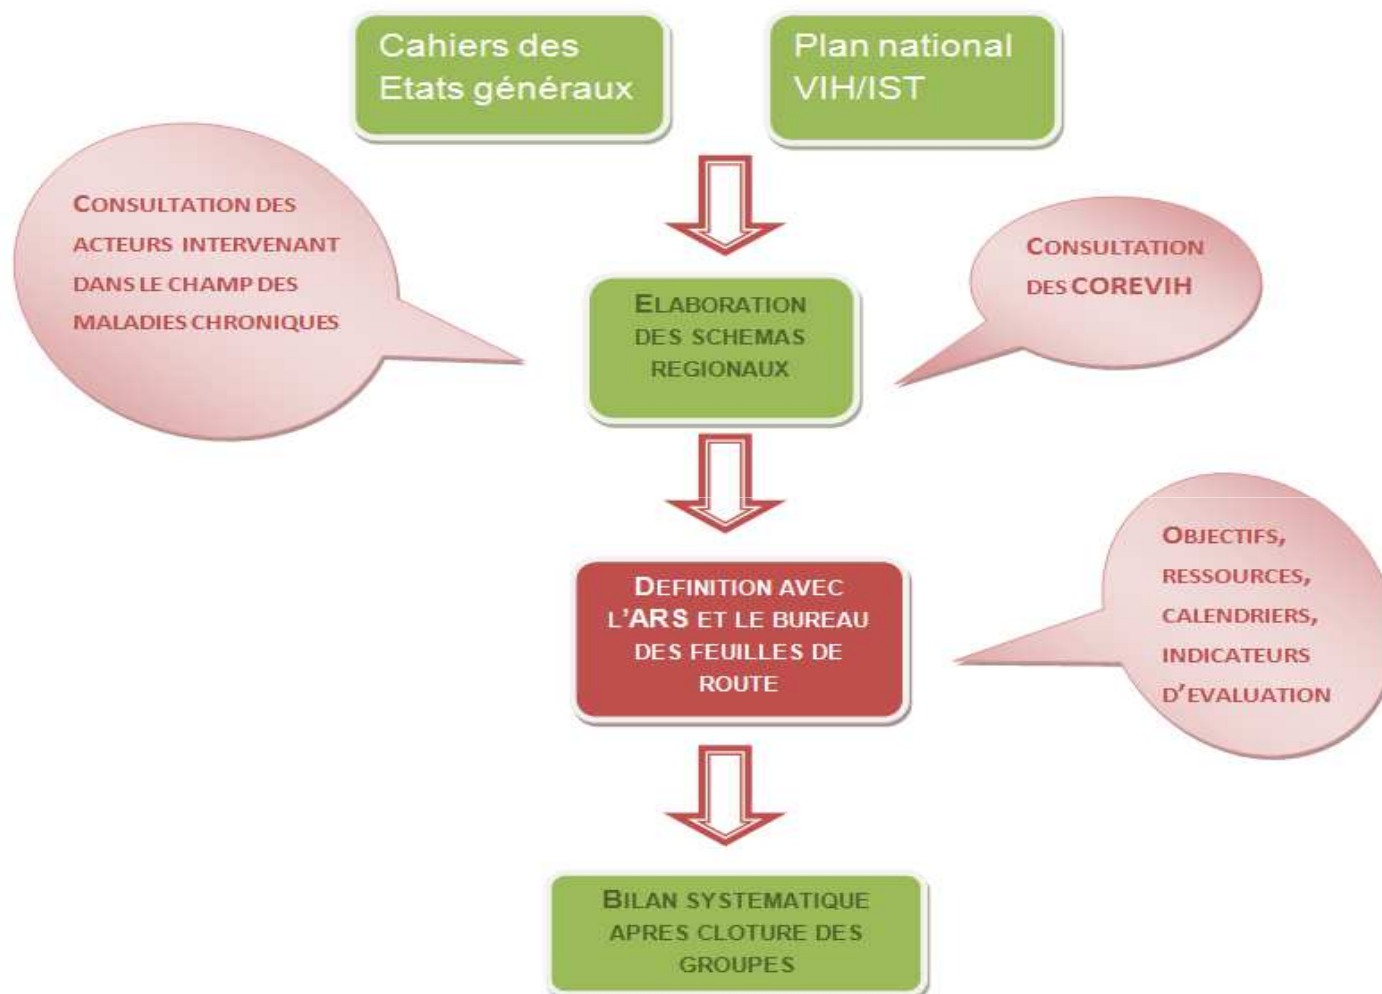 Cahiers des
Etats généraux
Plan national
VIH/IST
CONSULTATION DES
ACTEURS INTERVENANT
DANS LE CHAMP DES
MALADIES CHRONIQUES
CONSULTATION
DES COREVIH
ELABORATION
DES SCHEMAS
REGIONAUX
DEFINITION AVEC
L'ARS ET LE BUREAU
DES FEUILLES DE
ROUTE
OBJECTIFS,
RESSOURCES,
CALENDRIERS,
INDICATEURS
D'EVALUATION
BILAN SYSTEMATIQUE
APRES CLOTURE DES
GROUPES